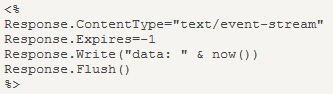 <%
Response.ContentType="text/event-stream"
Response.Expires=-1
Response.Write("data: " & now())
Response.Flush()
%>